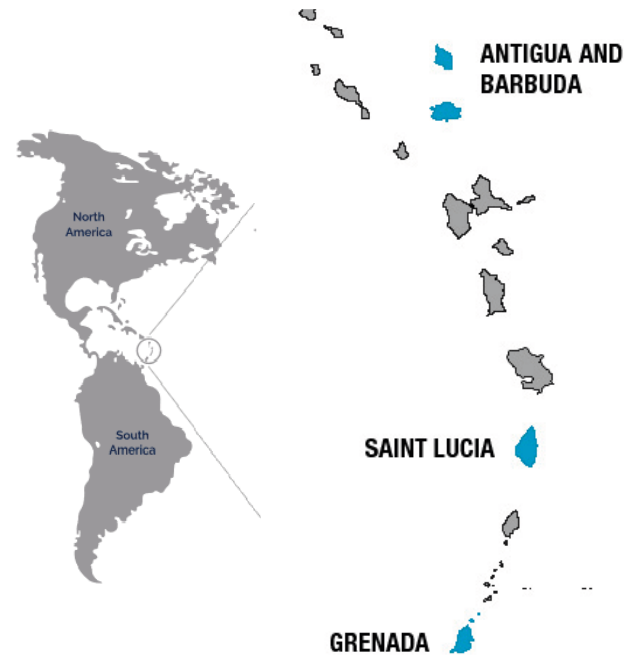 ANTIGUA AND
BARBUDA
North
America
South
America
SAINT LUCIA
GRENADA